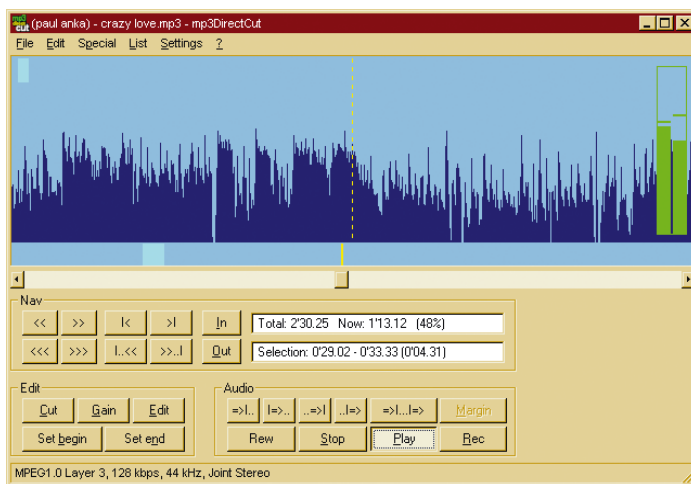 mp3 direct cut (paul anka) - crazy love.mp3 - mp3DirectCut
File Edit Special List Settings ?
Nav
<< >> I< >I In Total: 2'30.25 Now: 1'13.12 (48%)
<<< >>> I..<< >>..I Out Selection: 0'29.02 - 0'33.33 (0'04.31)
Edit Audio
Cut Gain Edit =>I.. I=>.. ..=>I ..I=> =>I...I=> Margin
Set begin Set end Rew Stop Play Rec
MPEG1.0 Layer 3, 128 kbps, 44 kHz, Joint Stereo